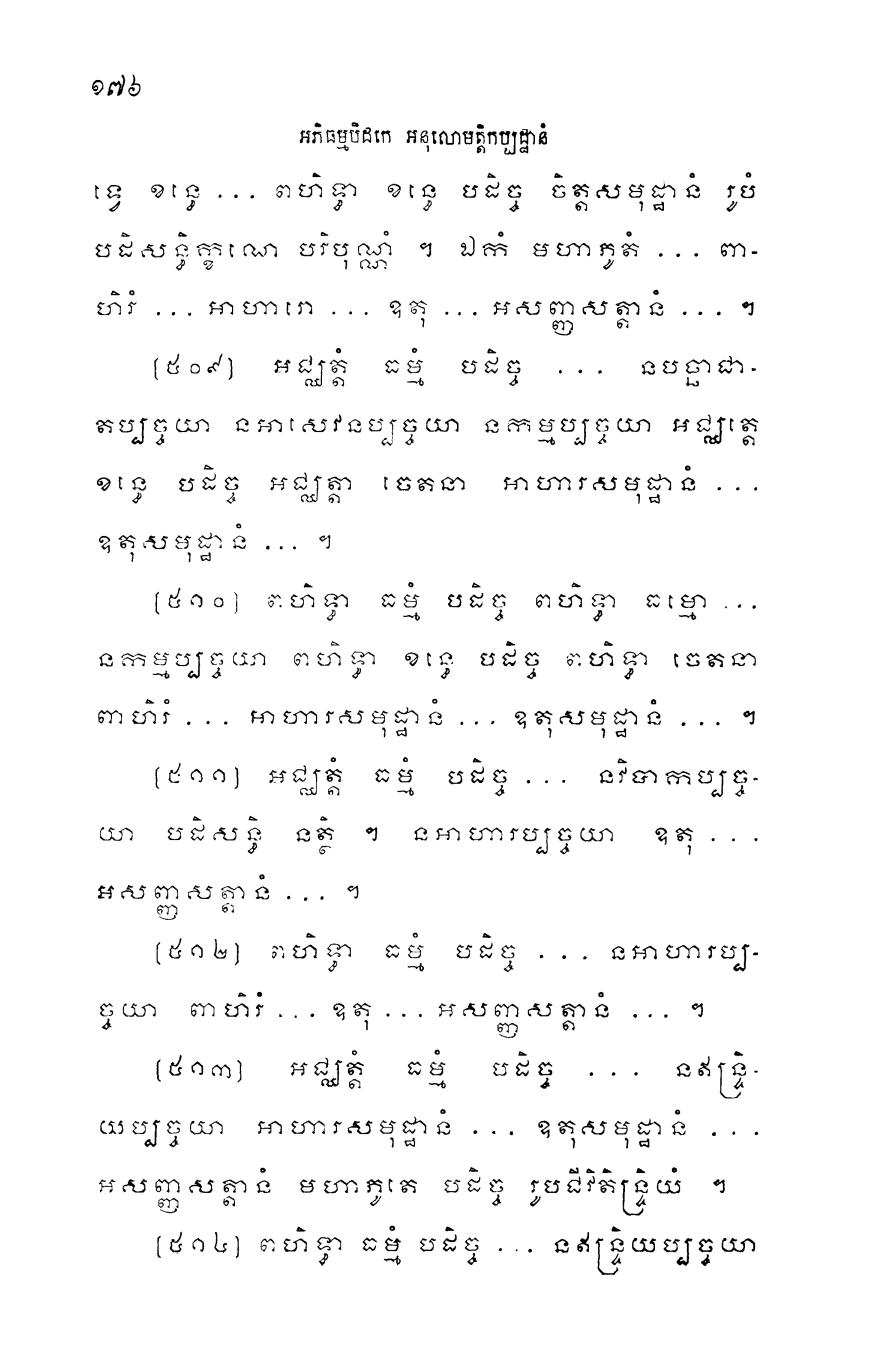 ១៧៦
អភិធម្មបិដកេ អនុលោមត្តិកប្បដ្ឋានំ
ទ្វេ ខន្ធេ ... ពហិទ្ធា ខន្ធេ បដិច្ច ចិត្តសមុដ្ឋានំ រូបំ
បដិសន្ធិក្ខណេ បរិបុណ្ណំ ។ ឯកំ មហាភូតំ ... ពា-
ហិរំ ... អាហារោ ... ឧតុ ... អសញ្ញសត្តានំ ... ។
[៥០៩] អជ្ឈត្តំ ធម្មំ បដិច្ច ... នបច្ឆាជា-
តប្បច្ចយា នអាសេវនប្បច្ចយា នកម្មប្បច្ចយា អជ្ឈត្តេ
ខន្ធេ បដិច្ច អជ្ឈត្តា ចេតនា អាហារសមុដ្ឋានំ ...
ឧតុសមុដ្ឋានំ ... ។
[៥១០] ពហិទ្ធា ធម្មំ បដិច្ច ពហិទ្ធា ធម្មោ ...
នកម្មប្បច្ចយា ពហិទ្ធា ខន្ធេ បដិច្ច ពហិទ្ធា ចេតនា
ពាហិរំ ... អាហារសមុដ្ឋានំ ... ឧតុសមុដ្ឋានំ ... ។
[៥១១] អជ្ឈត្តំ ធម្មំ បដិច្ច ... នវិបាកប្បច្ច-
យា បដិសន្ធិ នត្ថិ ។ នអាហារប្បច្ចយា ឧតុ ...
អសញ្ញសត្តានំ ... ។
[៥១២] ពហិទ្ធា ធម្មំ បដិច្ច ... នអាហារប្ប-
ច្ចយា ពាហិរំ ... ឧតុ ... អសញ្ញសត្តានំ ... ។
[៥១៣] អជ្ឈត្តំ ធម្មំ បដិច្ច ... នឥន្ទ្រិ-
យប្បច្ចយា អាហារសមុដ្ឋានំ ... ឧតុសមុដ្ឋានំ ...
អសញ្ញសត្តានំ មហាភូតេ បដិច្ច រូបជីវិតិន្ទ្រិយំ ។
[៥១៤] ពហិទ្ធា ធម្មំ បដិច្ច ... នឥន្ទ្រិយប្បច្ចយា